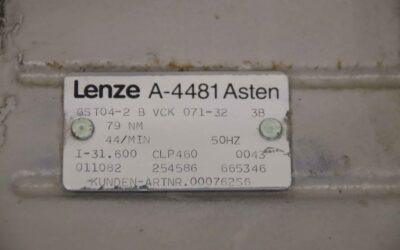 Lenze A-4481 Asten
GST04-2 B VCK 071-32 3B
79 NM
44/MIN 50HZ
I-31.600 CLP460 0043
011082 254586 665346
KUNDEN-ARTNR.00076256